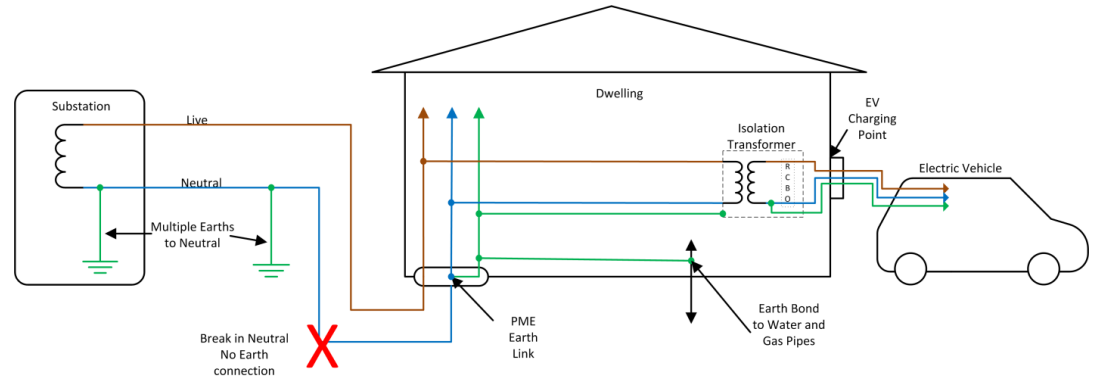 Substation
Live
Neutral
Multiple Earths
to Neutral
Break in Neutral
No Earth
connection
Dwelling
PME
Earth
Link
Isolation
Transformer
R
C
B
O
EV
Charging
Point
Earth Bond
to Water and
Gas Pipes
Electric Vehicle